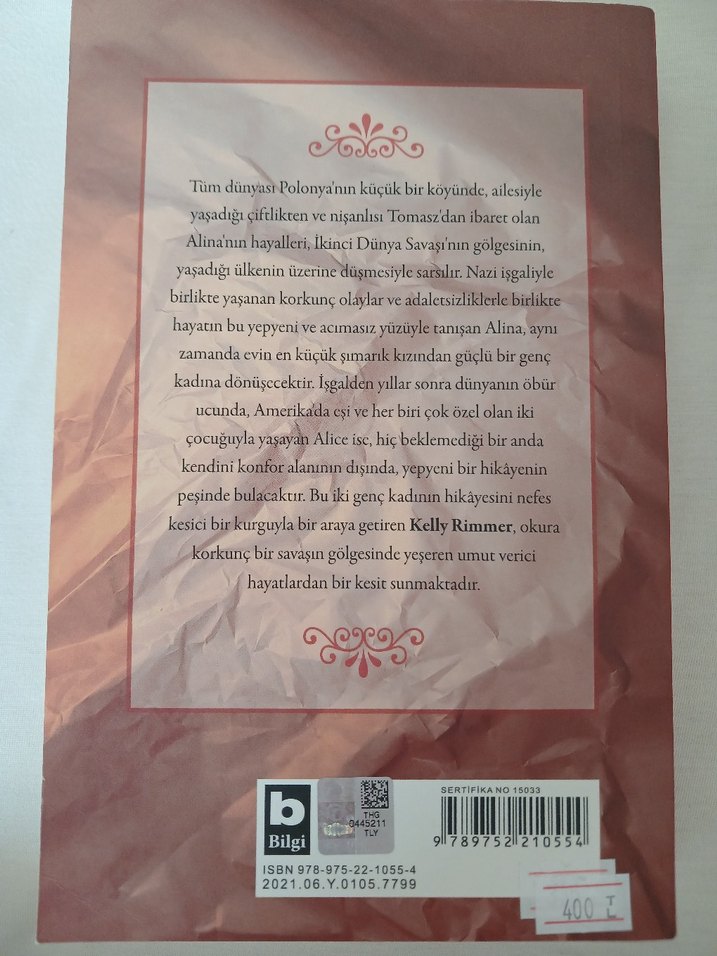 Tüm dünyası Polonya'nın küçük bir köyünde, ailesiyle
yaşadığı çiftlikten ve nişanlısı Tomasz'dan ibaret olan
Alina'nın hayalleri, İkinci Dünya Savaşı'nın gölgesinin,
yaşadığı ülkenin üzerine düşmesiyle sarsılır. Nazi işgaliyle
birlikte yaşanan korkunç olaylar ve adaletsizliklerle birlikte
hayatın bu yepyeni ve acımasız yüzüyle tanışan Alina, aynı
zamanda evin en küçük şımarık kızından güçlü bir genç
kadına dönüşecektir. İşgalden yıllar sonra dünyanın öbür
ucunda, Amerika'da eşi ve her biri çok özel olan iki
çocuğuyla yaşayan Alice ise, hiç beklemediği bir anda
kendini konfor alanının dışında, yepyeni bir hikâyenin
peşinde bulacaktır. Bu iki genç kadının hikâyesini nefes
kesici bir kurguyla bir araya getiren Kelly Rimmer, okura
korkunç bir savaşın gölgesinde yeşeren umut verici
hayatlardan bir kesit sunmaktadır.
b
Bilgi
THG
0445211
TLY
SERTİFİKA NO 15033
9 789752 210554
ISBN 978-975-22-1055-4
2021.06.Y.0105.7799
400 TL